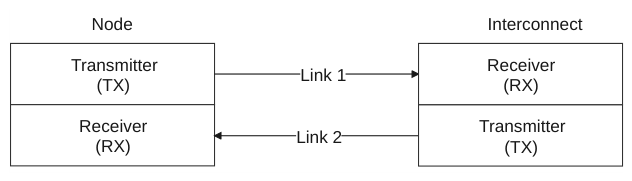 Node
Interconnect
Transmitter
(TX)
Link 1
Receiver
(RX)
Receiver
(RX)
Link 2
Transmitter
(TX)